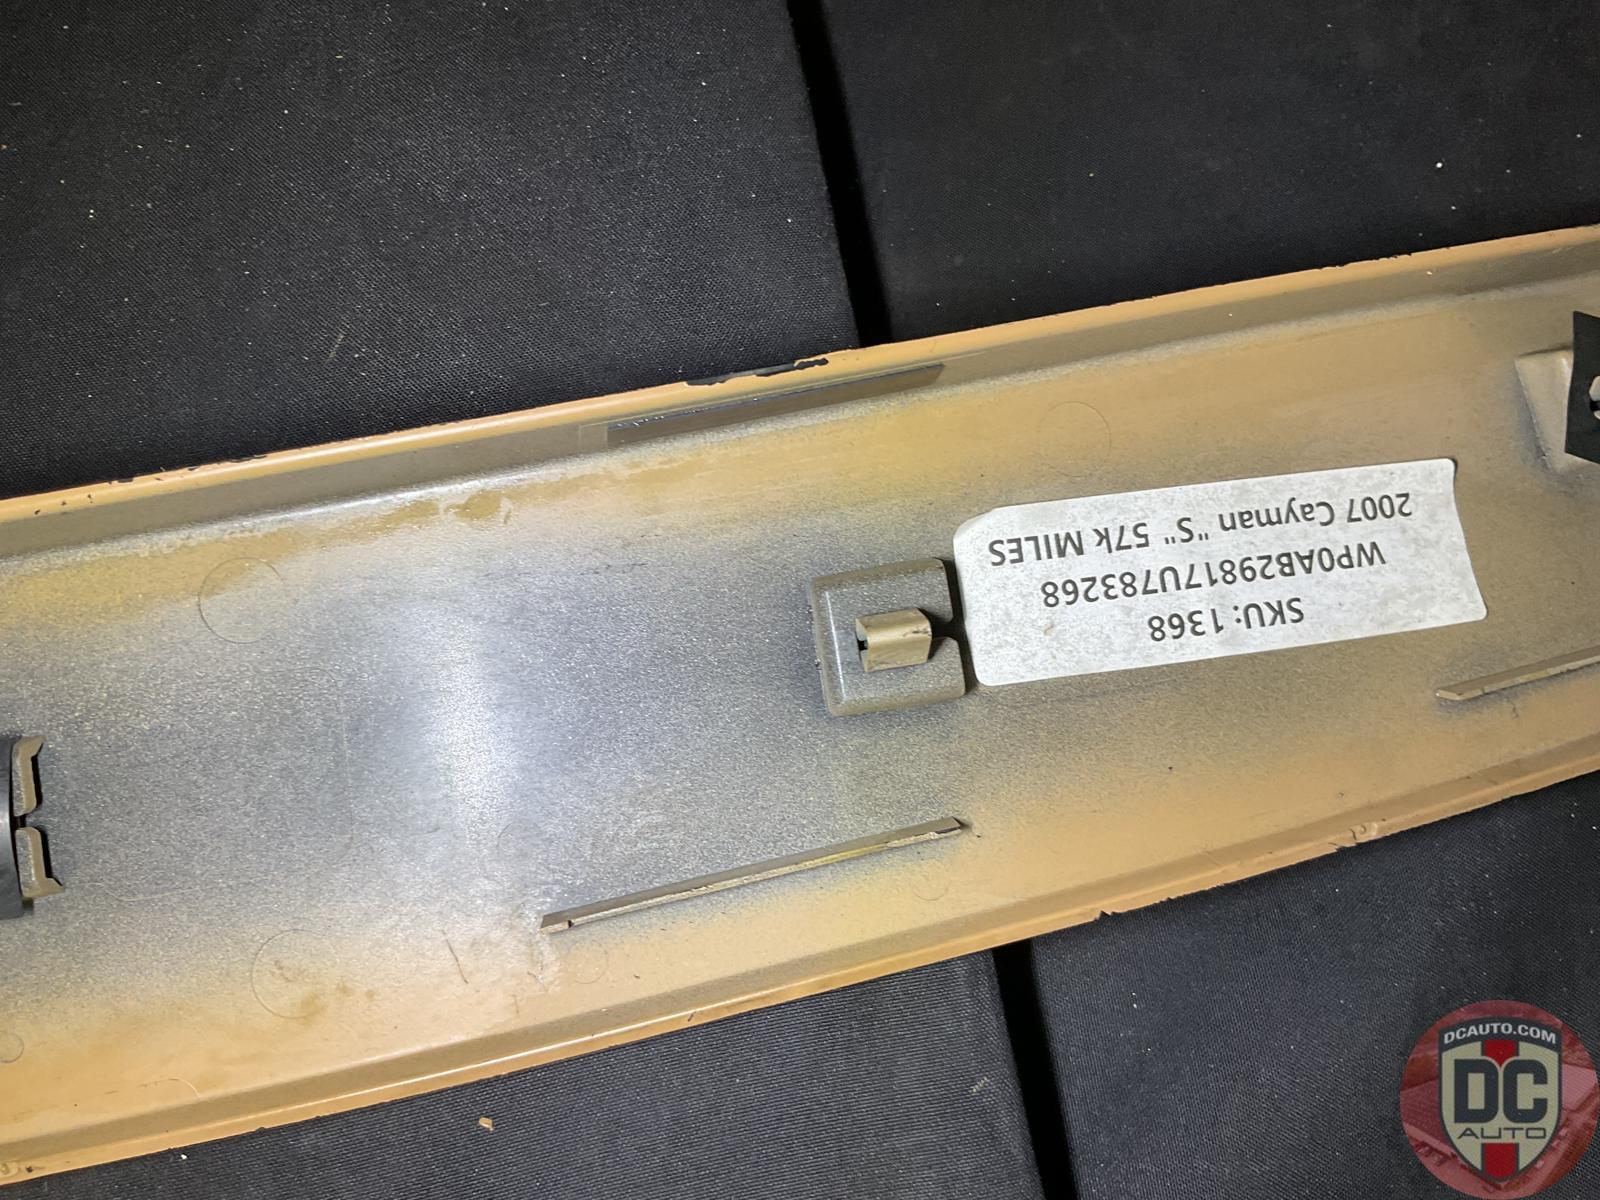 SKU: 1368
WP0AB29817U783268
2007 Cayman "S" 57k MILES
DCAUTO.COM
DC
AUTO